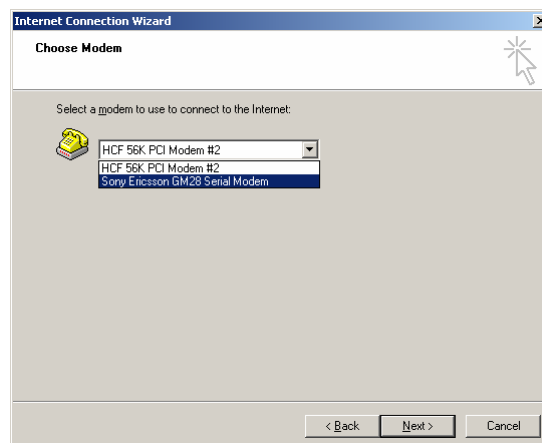 Internet Connection Wizard
Choose Modem
Select a modem to use to connect to the Internet:
HCF 56K PCI Modem #2
HCF 56K PCI Modem #2
Sony Ericsson GM28 Serial Modem
< Back Next > Cancel